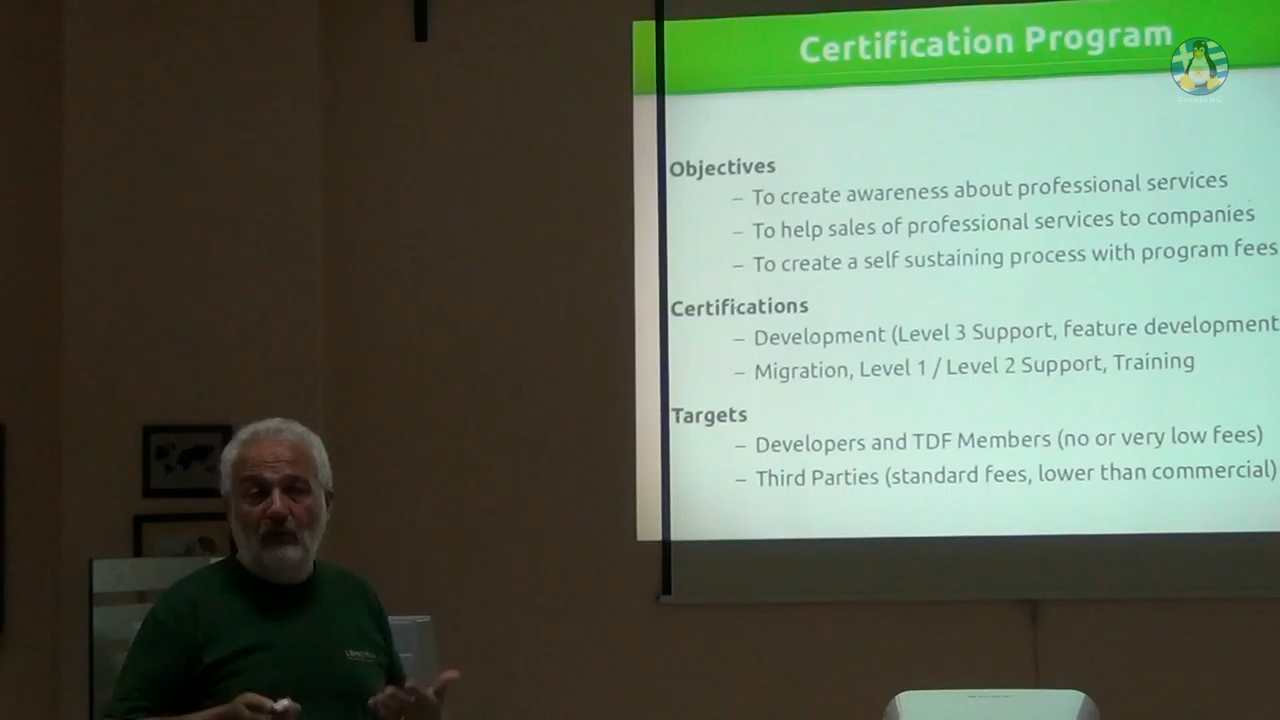 Certification Program
GreekLUG
Objectives
– To create awareness about professional services
– To help sales of professional services to companies
– To create a self sustaining process with program fees
Certifications
– Development (Level 3 Support, feature development
– Migration, Level 1 / Level 2 Support, Training
Targets
– Developers and TDF Members (no or very low fees)
– Third Parties (standard fees, lower than commercial)